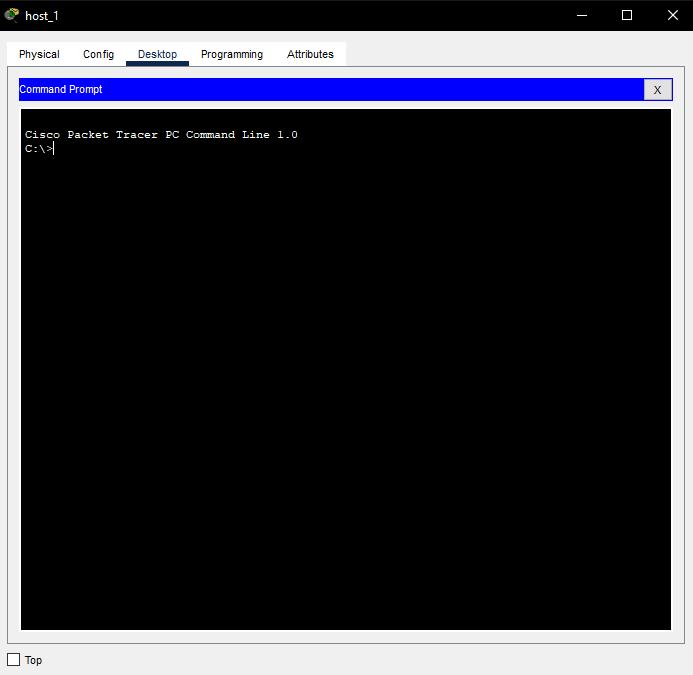 host_1
Physical Config Desktop Programming Attributes
Command Prompt X
Cisco Packet Tracer PC Command Line 1.0
C:\>
Top